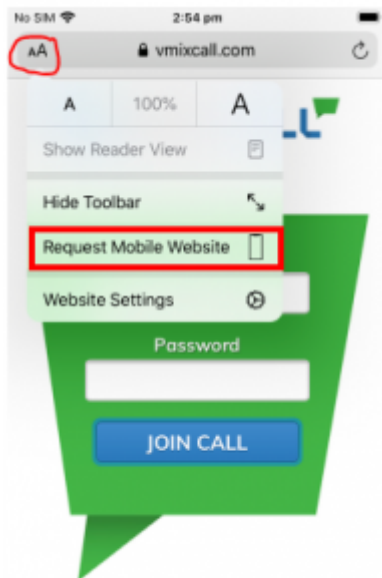 No SIM 2:54 pm
AA vmixcall.com
A 100% A
LL
Show Reader View
Hide Toolbar
Request Mobile Website
Website Settings
Password
JOIN CALL